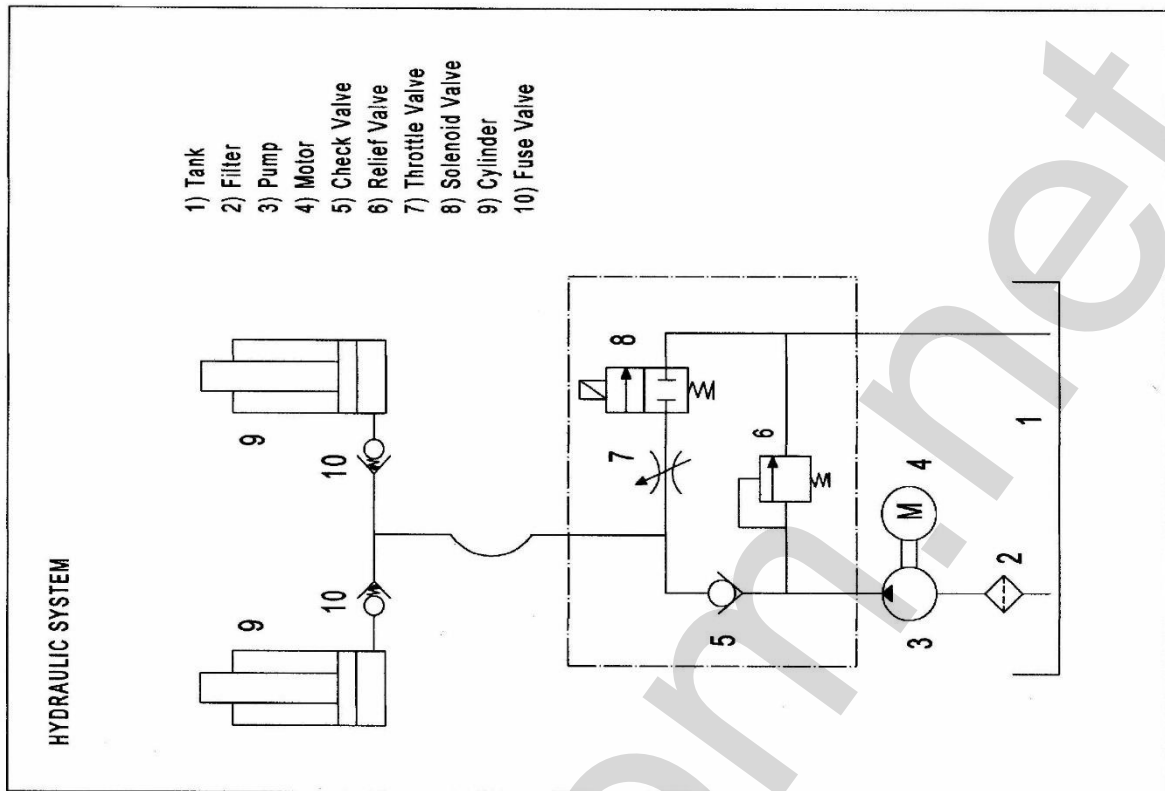 HYDRAULIC SYSTEM
1) Tank
2) Filter
3) Pump
4) Motor
5) Check Valve
6) Relief Valve
7) Throttle Valve
8) Solenoid Valve
9) Cylinder
10) Fuse Valve
9
9
10
10
8
7
6
5
M
4
3
2
1
om.net